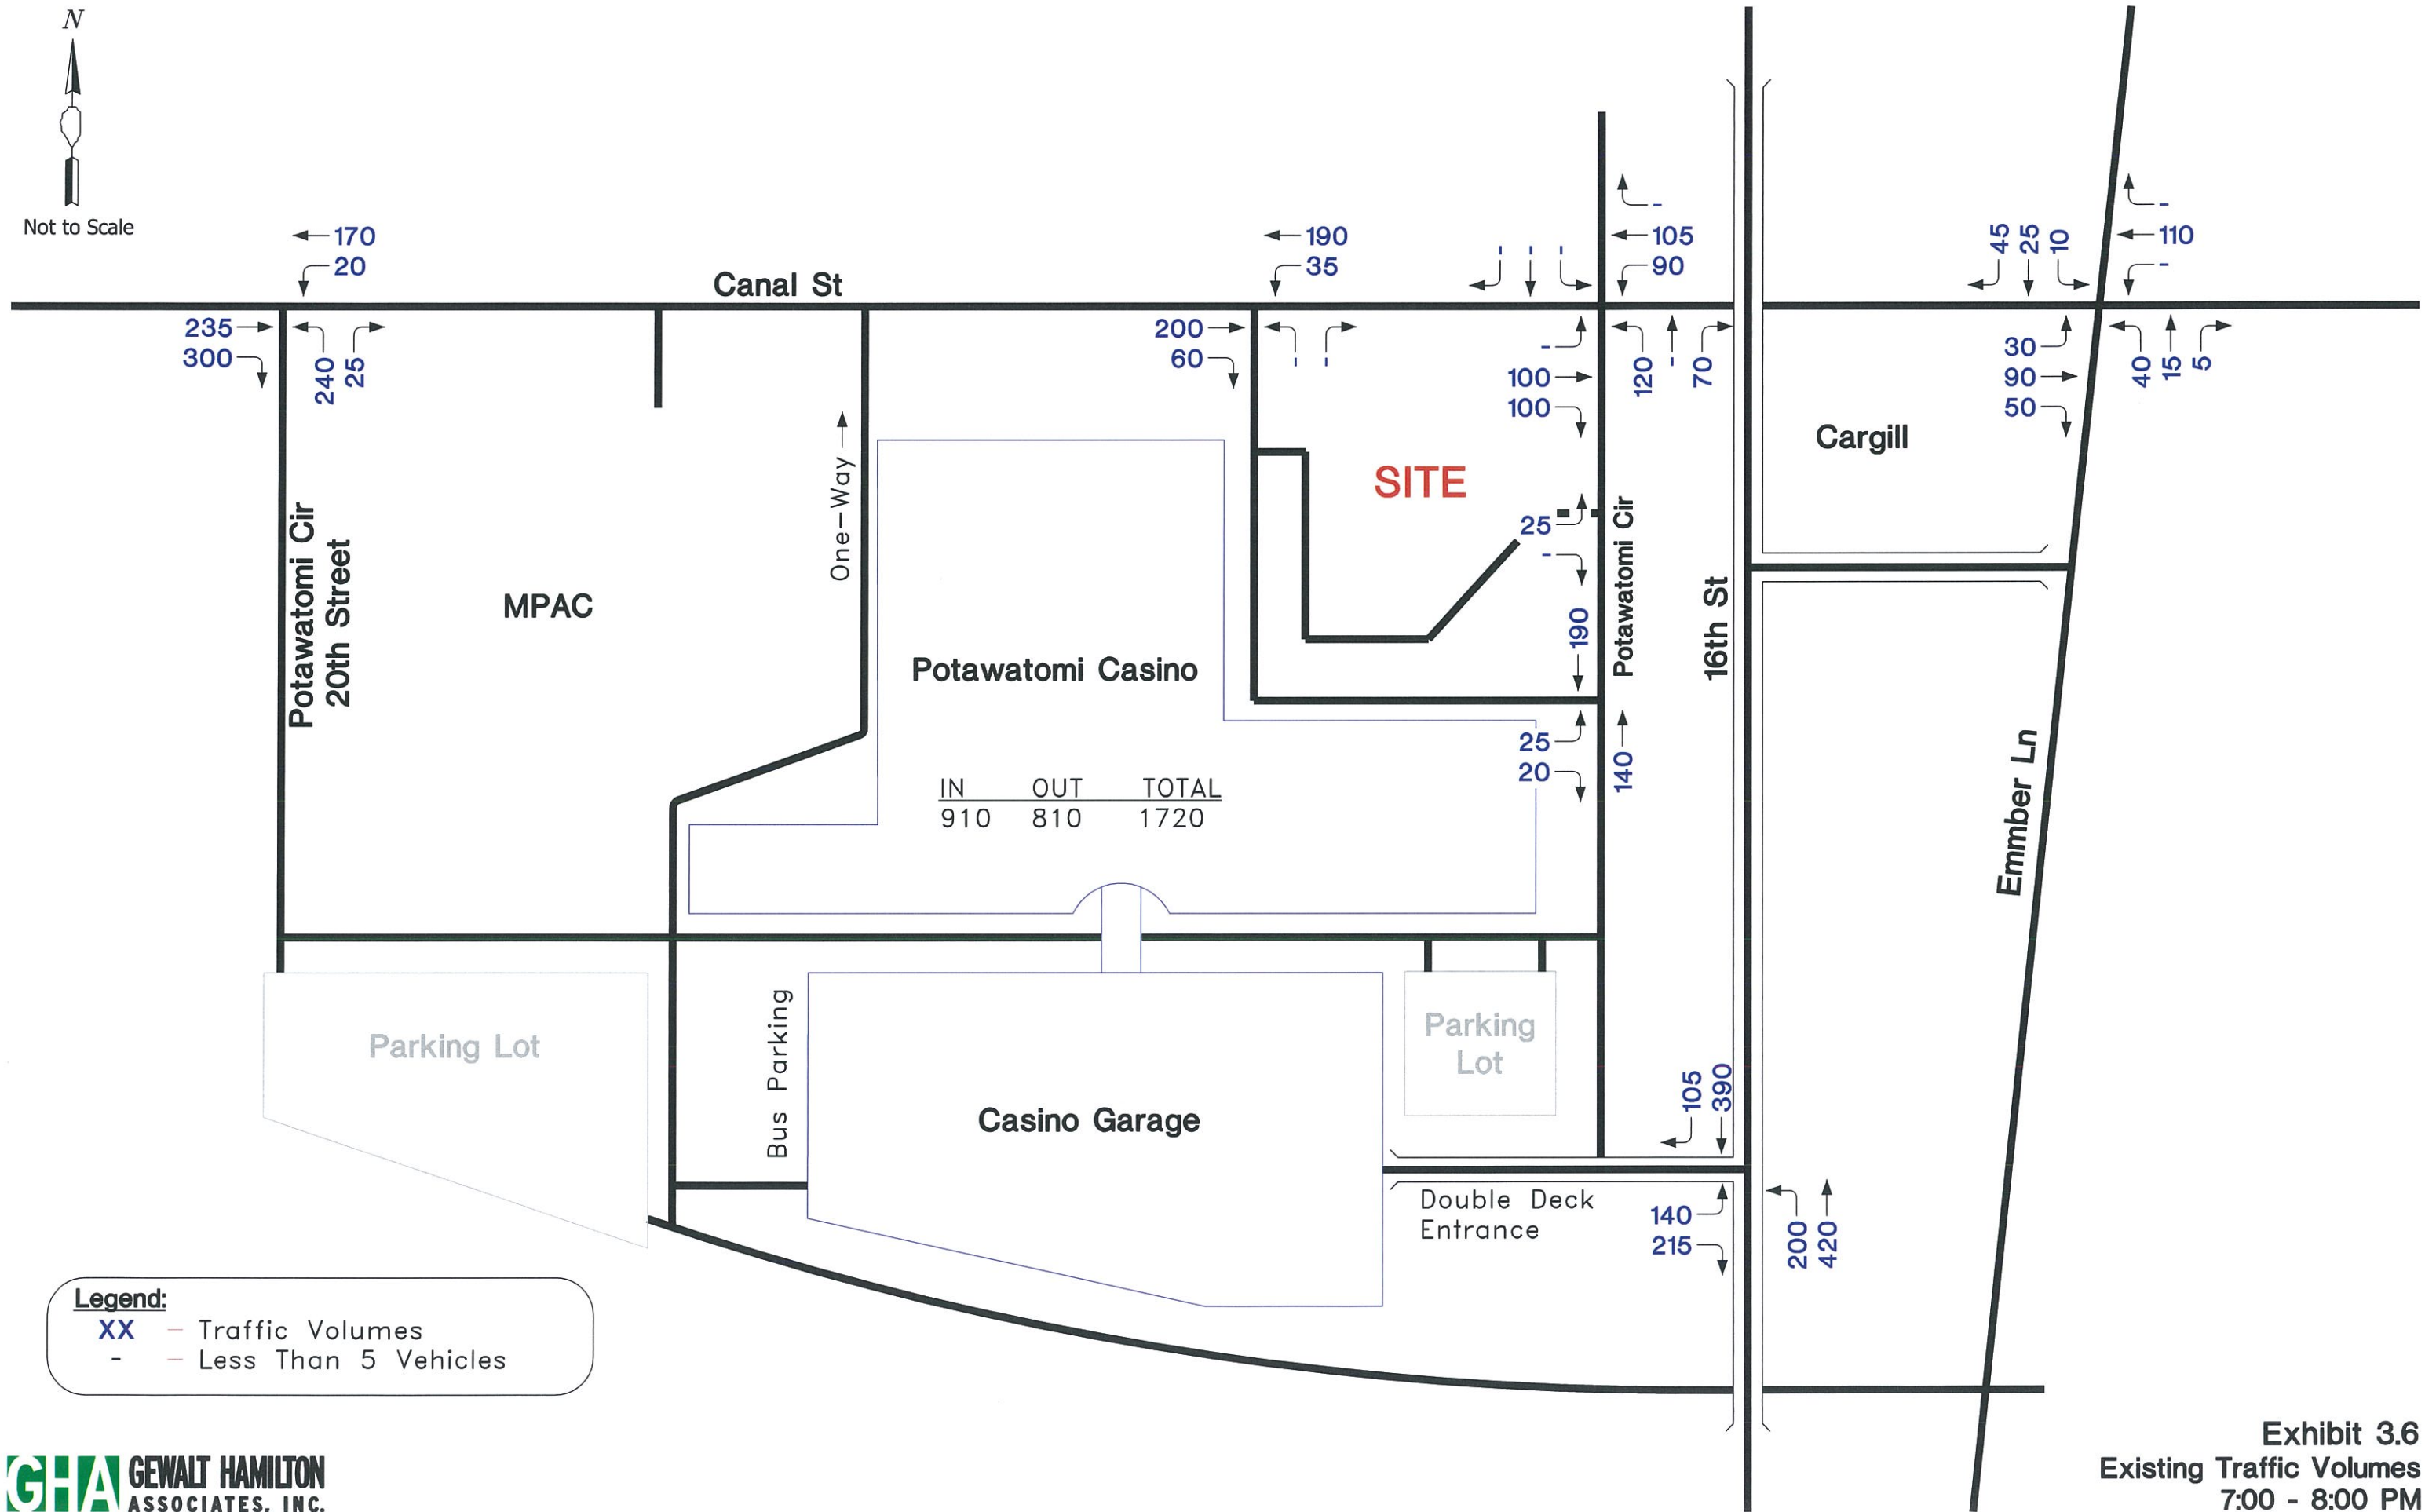 N
Not to Scale
170
20
Canal St
190
35
-
-
-
-
105
90
45
25
10
-
110
-
235
300
240
25
200
60
-
-
-
100
100
120
-
70
30
90
50
40
15
5
Cargill
One-Way
SITE
25
-
190
Potawatomi Cir
16th St
Potawatomi Cir
20th Street
MPAC
Potawatomi Casino
25
20
140
IN OUT TOTAL
910 810 1720
Emmber Ln
Parking Lot
Bus Parking
Casino Garage
Parking
Lot
105
390
Double Deck
Entrance
140
215
200
420
Legend:
XX - Traffic Volumes
- - Less Than 5 Vehicles
GHA GEWALT HAMILTON
ASSOCIATES, INC.
Exhibit 3.6
Existing Traffic Volumes
7:00 - 8:00 PM